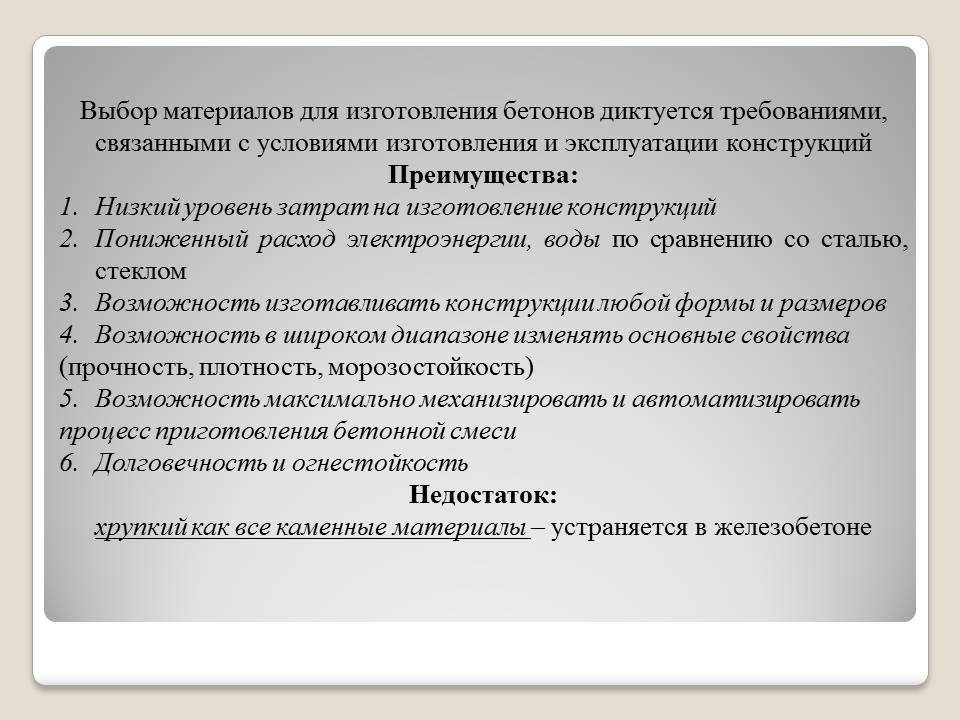 Выбор материалов для изготовления бетонов диктуется требованиями,
связанными с условиями изготовления и эксплуатации конструкций
Преимущества:
1. Низкий уровень затрат на изготовление конструкций
2. Пониженный расход электроэнергии, воды по сравнению со сталью,
стеклом
3. Возможность изготавливать конструкции любой формы и размеров
4. Возможность в широком диапазоне изменять основные свойства
(прочность, плотность, морозостойкость)
5. Возможность максимально механизировать и автоматизировать
процесс приготовления бетонной смеси
6. Долговечность и огнестойкость
Недостаток:
хрупкий как все каменные материалы – устраняется в железобетоне